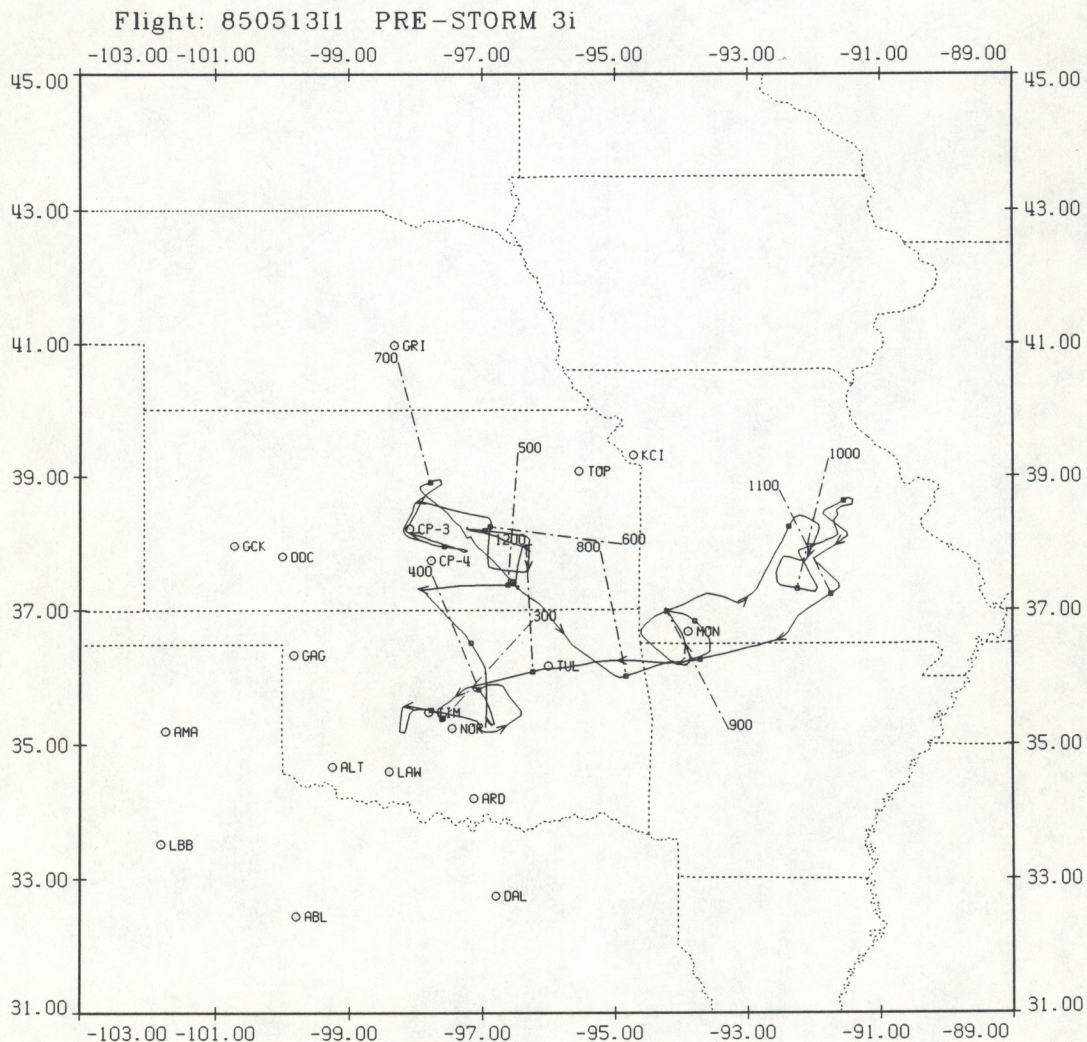 Flight: 850513I1 PRE-STORM 3i
-103.00 -101.00 -99.00 -97.00 -95.00 -93.00 -91.00 -89.00
45.00 45.00
43.00 43.00
41.00 41.00
GRI
700
39.00 39.00
500
KCI
TOP
1000
1100
CP-3
1200 800 600
GCK
DDC
CP-4
400
37.00 37.00
300
MON
GAG
TUL
900
CIM
NOR
35.00 35.00
AMA
ALT
LAW
ARD
LBB
33.00 33.00
DAL
ABL
31.00 31.00
-103.00 -101.00 -99.00 -97.00 -95.00 -93.00 -91.00 -89.00